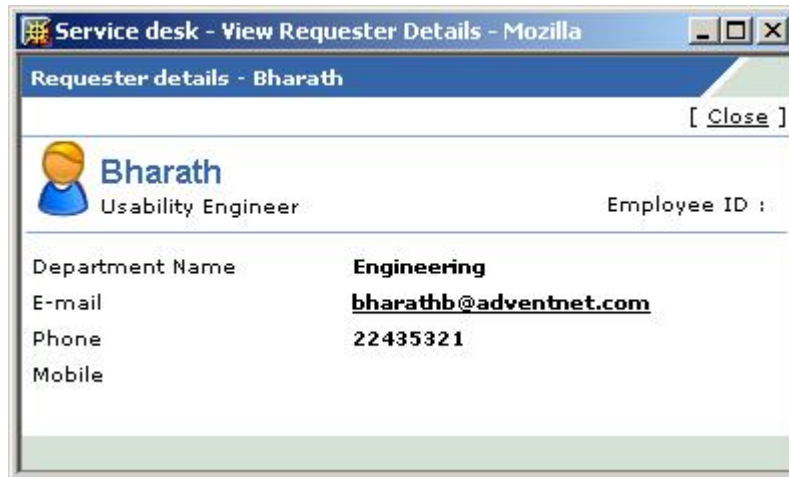 Service desk - View Requester Details - Mozilla
Requester details - Bharath
[ Close ]
Bharath
Usability Engineer Employee ID :
Department Name Engineering
E-mail bharathb@adventnet.com
Phone 22435321
Mobile